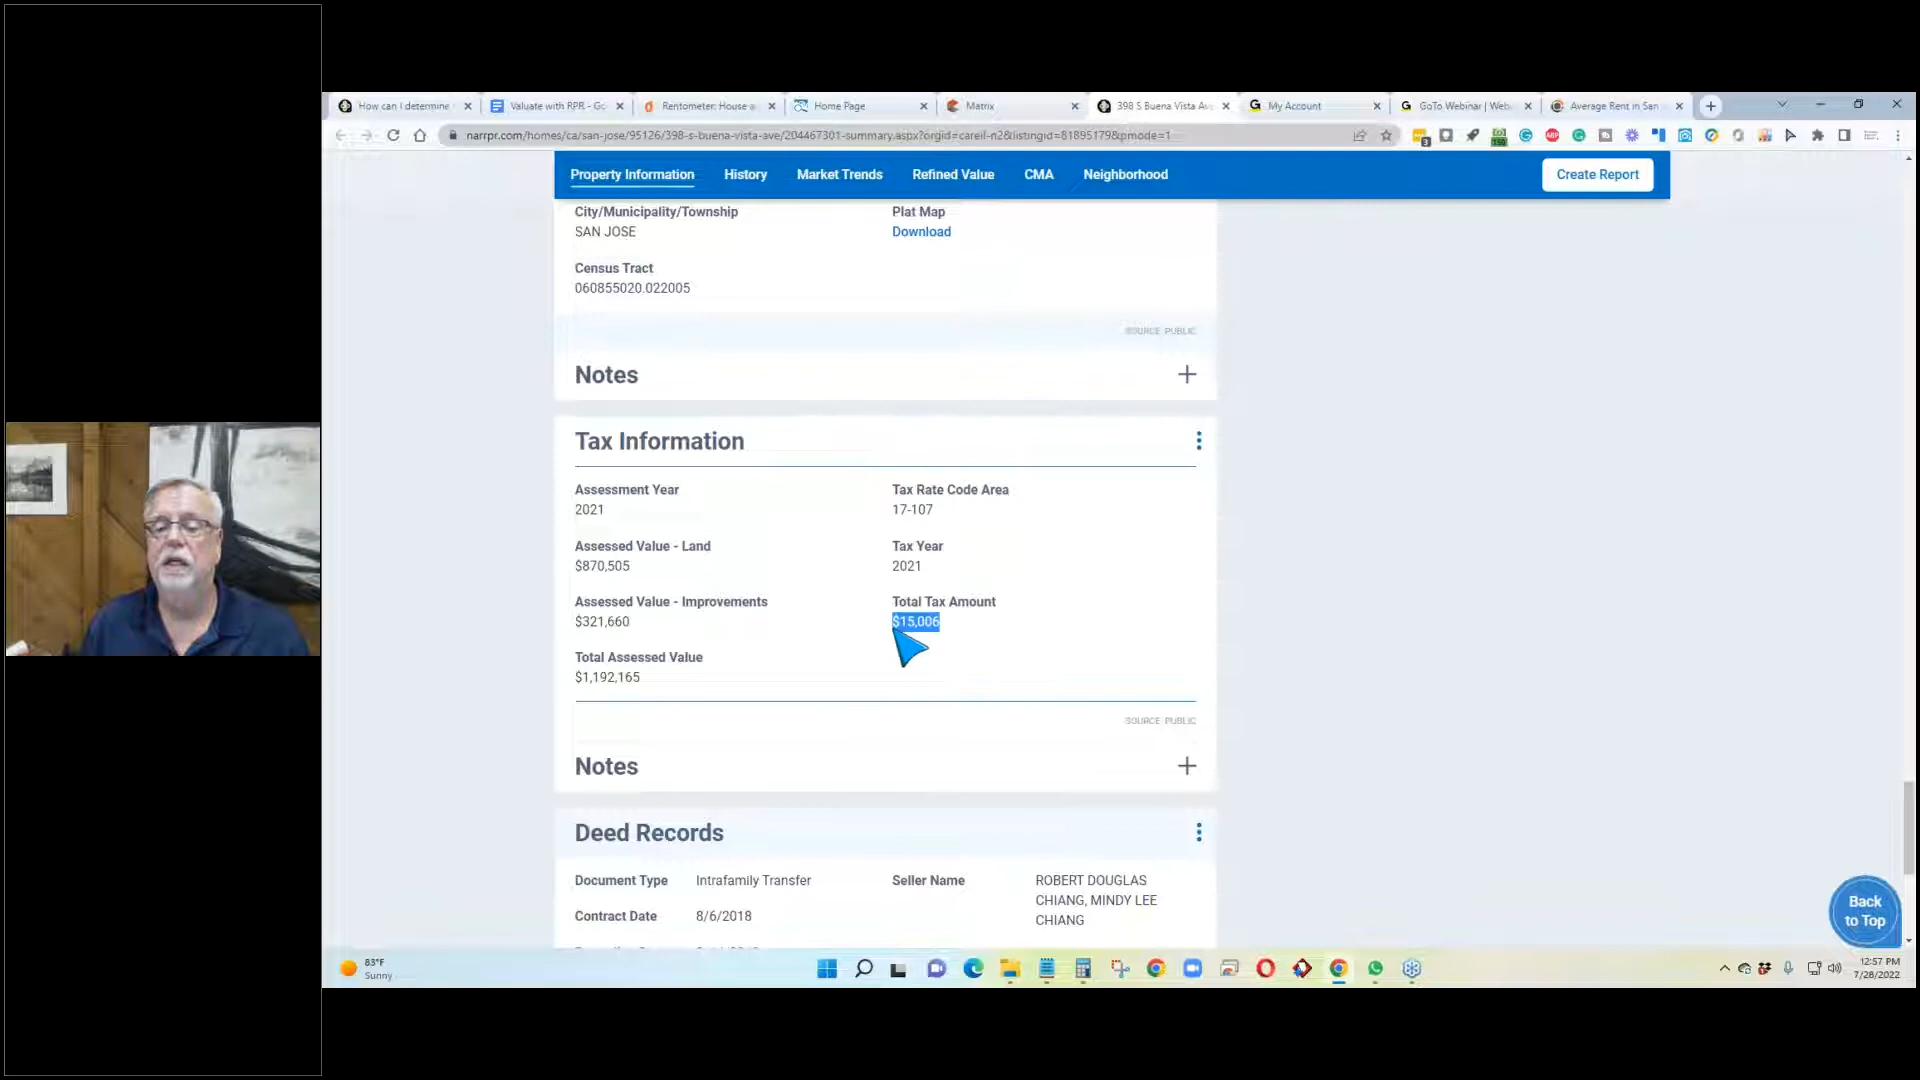 How can I determine
Valuate with RPR - Go
Rentometer: House a
Home Page
Matrix
398 S Buena Vista Ave
My Account
GoTo Webinar | Web
Average Rent in San
narrpr.com/homes/ca/san-jose/95126/398-s-buena-vista-ave/204467301-summary.aspx?orgid=careil-n2&listingid=81895179&pmode=1
Property Information
History
Market Trends
Refined Value
CMA
Neighborhood
Create Report
City/Municipality/Township
SAN JOSE
Plat Map
Download
Census Tract
060855020.022005
SOURCE: PUBLIC
Notes
Tax Information
Assessment Year
2021
Tax Rate Code Area
17-107
Assessed Value - Land
$870,505
Tax Year
2021
Assessed Value - Improvements
$321,660
Total Tax Amount
$15,006
Total Assessed Value
$1,192,165
SOURCE: PUBLIC
Notes
Deed Records
Document Type
Intrafamily Transfer
Seller Name
ROBERT DOUGLAS
CHIANG, MINDY LEE
CHIANG
Contract Date
8/6/2018
Back
to Top
83°F
Sunny
12:57 PM
7/28/2022